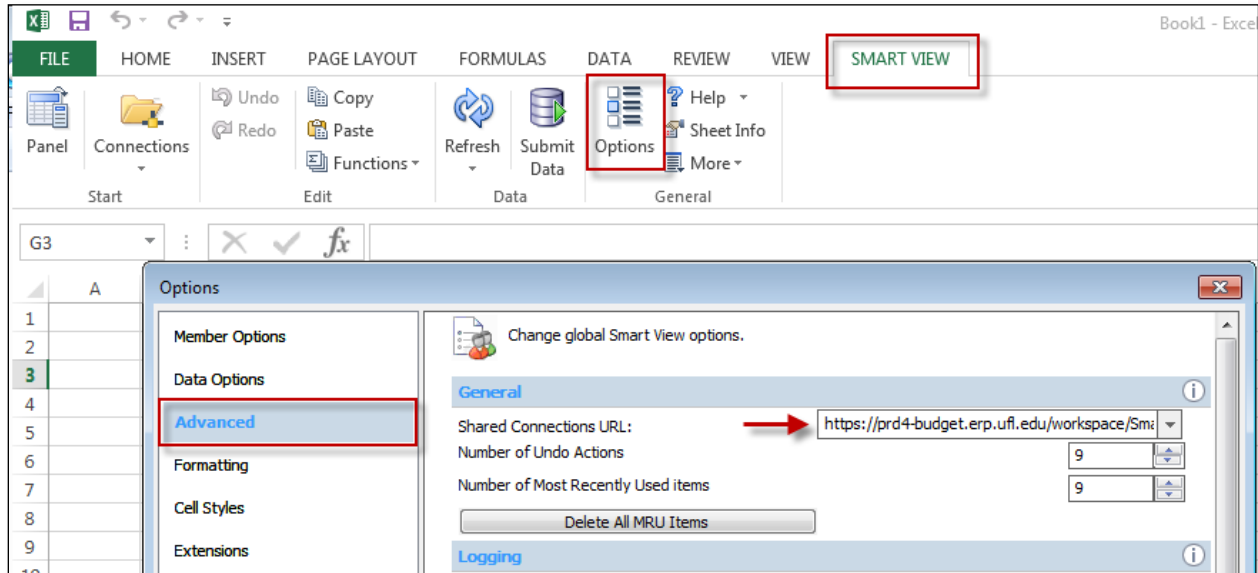 Book1 - Excel
FILE HOME INSERT PAGE LAYOUT FORMULAS DATA REVIEW VIEW SMART VIEW
Undo Copy Help
Redo Paste Sheet Info
Panel Connections Functions Refresh Submit Data Options More
Start Edit Data General
G3 fx
A
Options
1
2
3
4
5
6
7
8
9
Member Options
Data Options
Advanced
Formatting
Cell Styles
Extensions
Change global Smart View options.
General
Shared Connections URL: https://prd4-budget.erp.ufl.edu/workspace/Sma
Number of Undo Actions 9
Number of Most Recently Used items 9
Delete All MRU Items
Logging